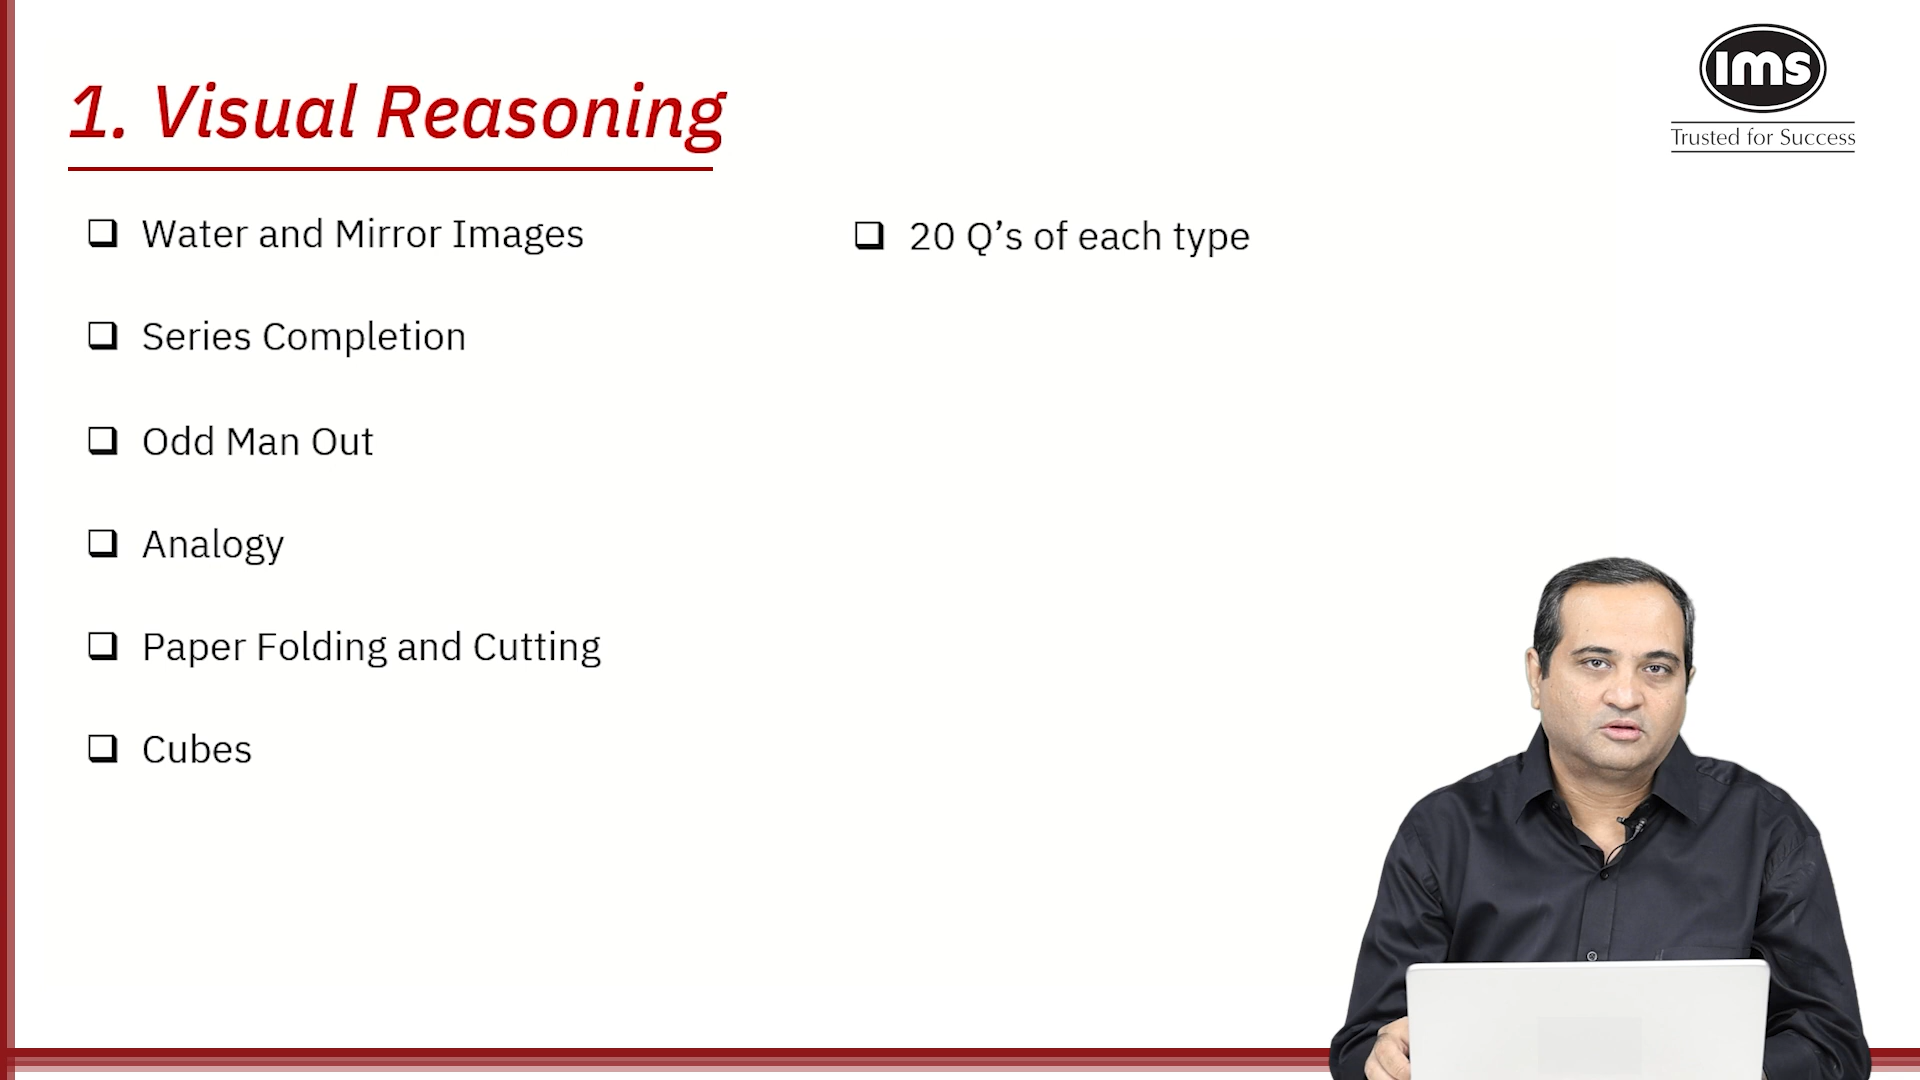 ims
Trusted for Success
1. Visual Reasoning
❑ Water and Mirror Images
❑ Series Completion
❑ Odd Man Out
❑ Analogy
❑ Paper Folding and Cutting
❑ Cubes
❑ 20 Q’s of each type